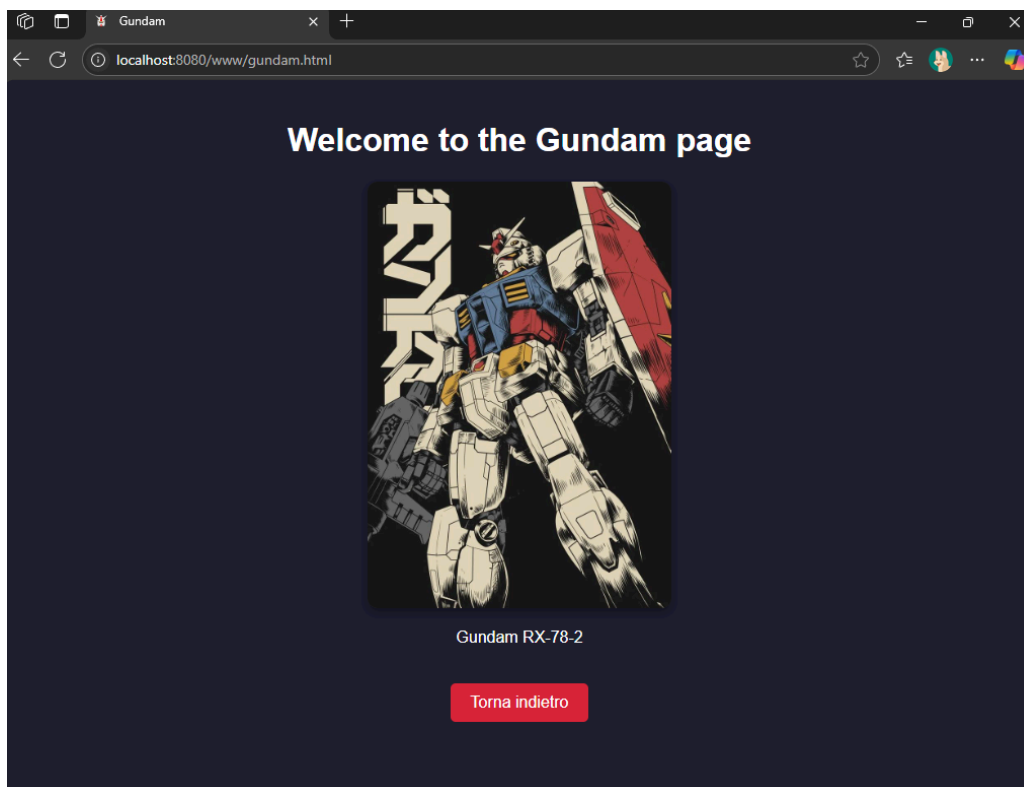 Gundam
localhost:8080/www/gundam.html
Welcome to the Gundam page
Gundam RX-78-2
Torna indietro